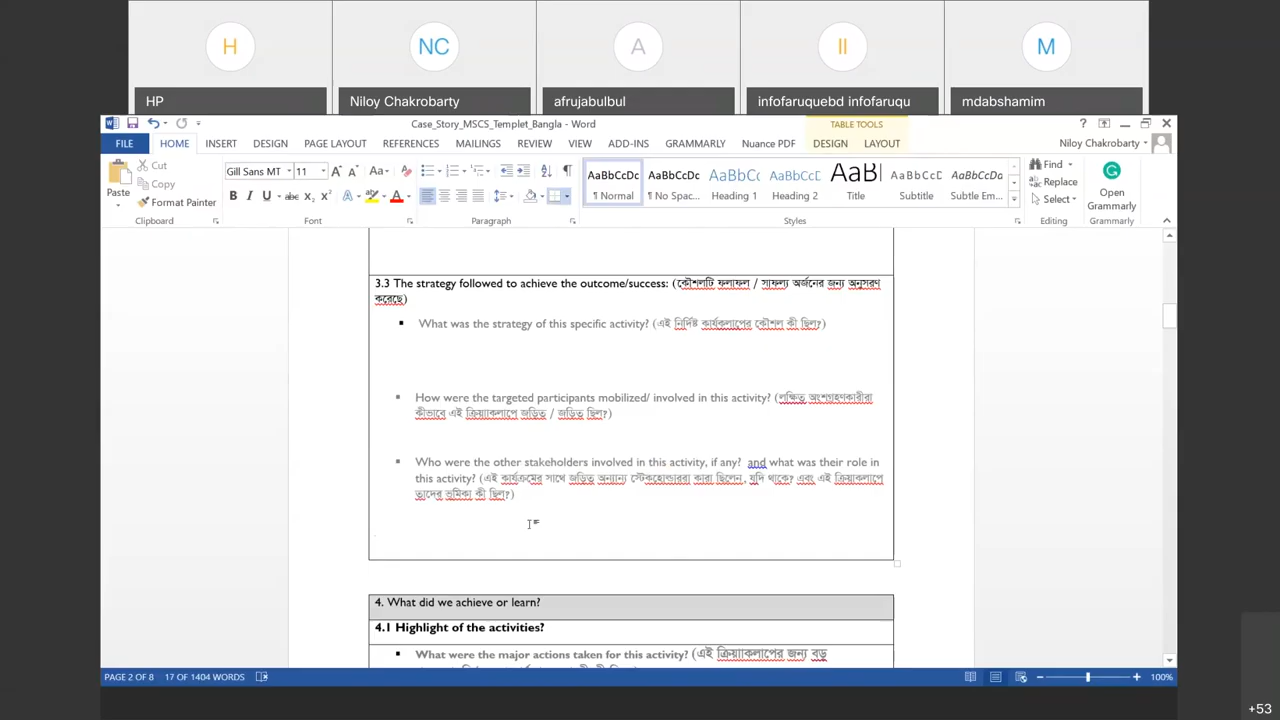 H
NC
A
II
M
HP
Niloy Chakrobarty
afrujabulbul
infofaruquebd infofaruqu
mdabshamim
Case_Story_MSCS_Templet_Bangla - Word
TABLE TOOLS
FILE HOME INSERT DESIGN PAGE LAYOUT REFERENCES MAILINGS REVIEW VIEW ADD-INS GRAMMARLY Nuance PDF DESIGN LAYOUT
Niloy Chakrobarty
Paste
Cut
Copy
Format Painter
Clipboard
Gill Sans MT 11
Font
Paragraph
AaBbCcDc AaBbCcDc AaBbCc AaBbCcD AaB AaBbCcDc AaBbCcDc
¶ Normal ¶ No Spac... Heading 1 Heading 2 Title Subtitle Subtle Em...
Styles
Find
Replace
Select
Editing
Open
Grammarly
Grammarly
3.3 The strategy followed to achieve the outcome/success: (কৌশলটি ফলাফল / সাফল্য অর্জনের জন্য অনুসরণ
করেছে)
What was the strategy of this specific activity? (এই নির্দিষ্ট কার্যকলাপের কৌশল কী ছিল?)
How were the targeted participants mobilized/ involved in this activity? (লক্ষিত অংশগ্রহণকারীরা
কীভাবে এই ক্রিয়াকলাপে জড়িত / জড়িত ছিল?)
Who were the other stakeholders involved in this activity, if any? and what was their role in
this activity? (এই কার্যক্রমের সাথে জড়িত অন্যান্য স্টেকহোল্ডাররা কারা ছিলেন, যদি থাকে? এবং এই ক্রিয়াকলাপে
তাদের ভূমিকা কী ছিল?)
4. What did we achieve or learn?
4.1 Highlight of the activities?
What were the major actions taken for this activity? (এই ক্রিয়াকলাপের জন্য বড়
PAGE 2 OF 8 17 OF 1404 WORDS
100%
+53